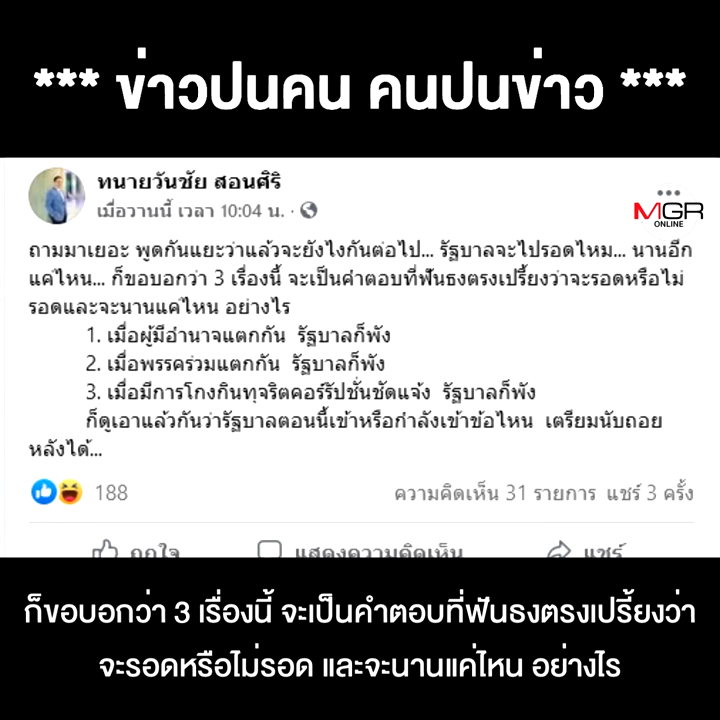 *** ข่าวปนคน คนปนข่าว ***
ทนายวันชัย สอนศิริ
เมื่อวานนี้ เวลา 10:04 น. ·
MGR
ONLINE
ถามมาเยอะ พูดกันแยะว่าแล้วจะยังไงกันต่อไป... รัฐบาลจะไปรอดไหม... นานอีก
แค่ไหน... ก็ขอบอกว่า 3 เรื่องนี้ จะเป็นคำตอบที่ฟันธงตรงเปรี้ยงว่าจะรอดหรือไม่
รอดและจะนานแค่ไหน อย่างไร
1. เมื่อผู้มีอำนาจแตกกัน รัฐบาลก็พัง
2. เมื่อพรรคร่วมแตกกัน รัฐบาลก็พัง
3. เมื่อมีการโกงกินทุจริตคอร์รัปชั่นชัดแจ้ง รัฐบาลก็พัง
ก็ดูเอาแล้วกันว่ารัฐบาลตอนนี้เข้าหรือกำลังเข้าข้อไหน เตรียมนับถอย
หลังได้...
188
ความคิดเห็น 31 รายการ แชร์ 3 ครั้ง
ถูกใจ แสดงความคิดเห็น แชร์
ก็ขอบอกว่า 3 เรื่องนี้ จะเป็นคำตอบที่ฟันธงตรงเปรี้ยงว่า
จะรอดหรือไม่รอด และจะนานแค่ไหน อย่างไร